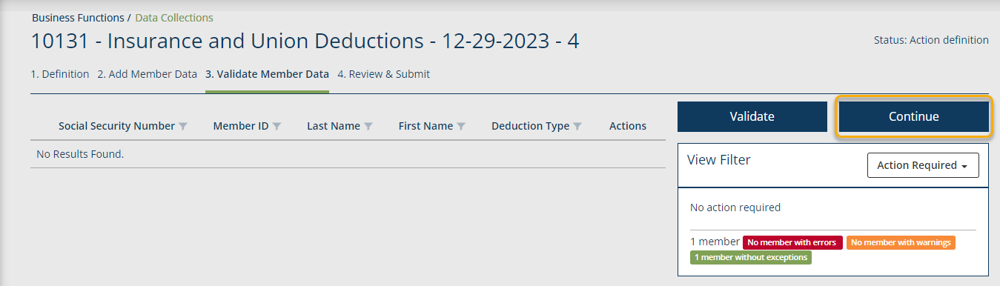 Business Functions / Data Collections
10131 - Insurance and Union Deductions - 12-29-2023 - 4
Status: Action definition
1. Definition 2. Add Member Data 3. Validate Member Data 4. Review & Submit
Social Security Number Member ID Last Name First Name Deduction Type Actions
No Results Found.
Validate Continue
View Filter Action Required
No action required
1 member No member with errors No member with warnings
1 member without exceptions